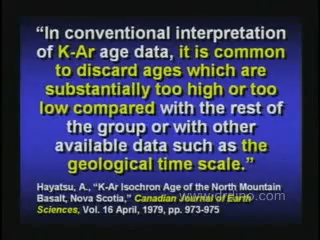 “In conventional interpretation
of K-Ar age data, it is common
to discard ages which are
substantially too high or too
low compared with the rest of
the group or with other
available data such as the
geological time scale.”
Hayatsu, A., “K-Ar Isochron Age of the North Mountain
Basalt, Nova Scotia,” Canadian Journal of Earth
Sciences, Vol. 16 April, 1979, pp. 973-975
www.drdino.com